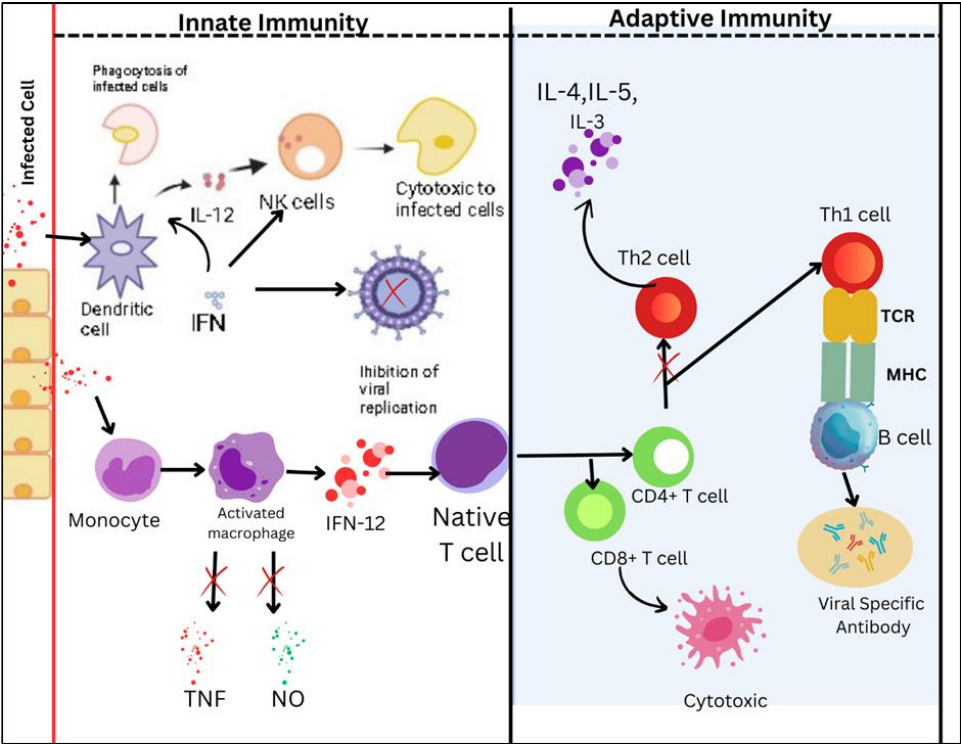 Innate Immunity
Adaptive Immunity
Infected Cell
Phagocytosis of
infected cells
IL-12
NK cells
Cytotoxic to
infected cells
Dendritic
cell
IFN
Ihibition of
viral
replication
Monocyte
Activated
macrophage
IFN-12
Native
T cell
TNF
NO
IL-4,IL-5,
IL-3
Th2 cell
Th1 cell
TCR
MHC
B cell
CD4+ T cell
CD8+ T cell
Viral Specific
Antibody
Cytotoxic